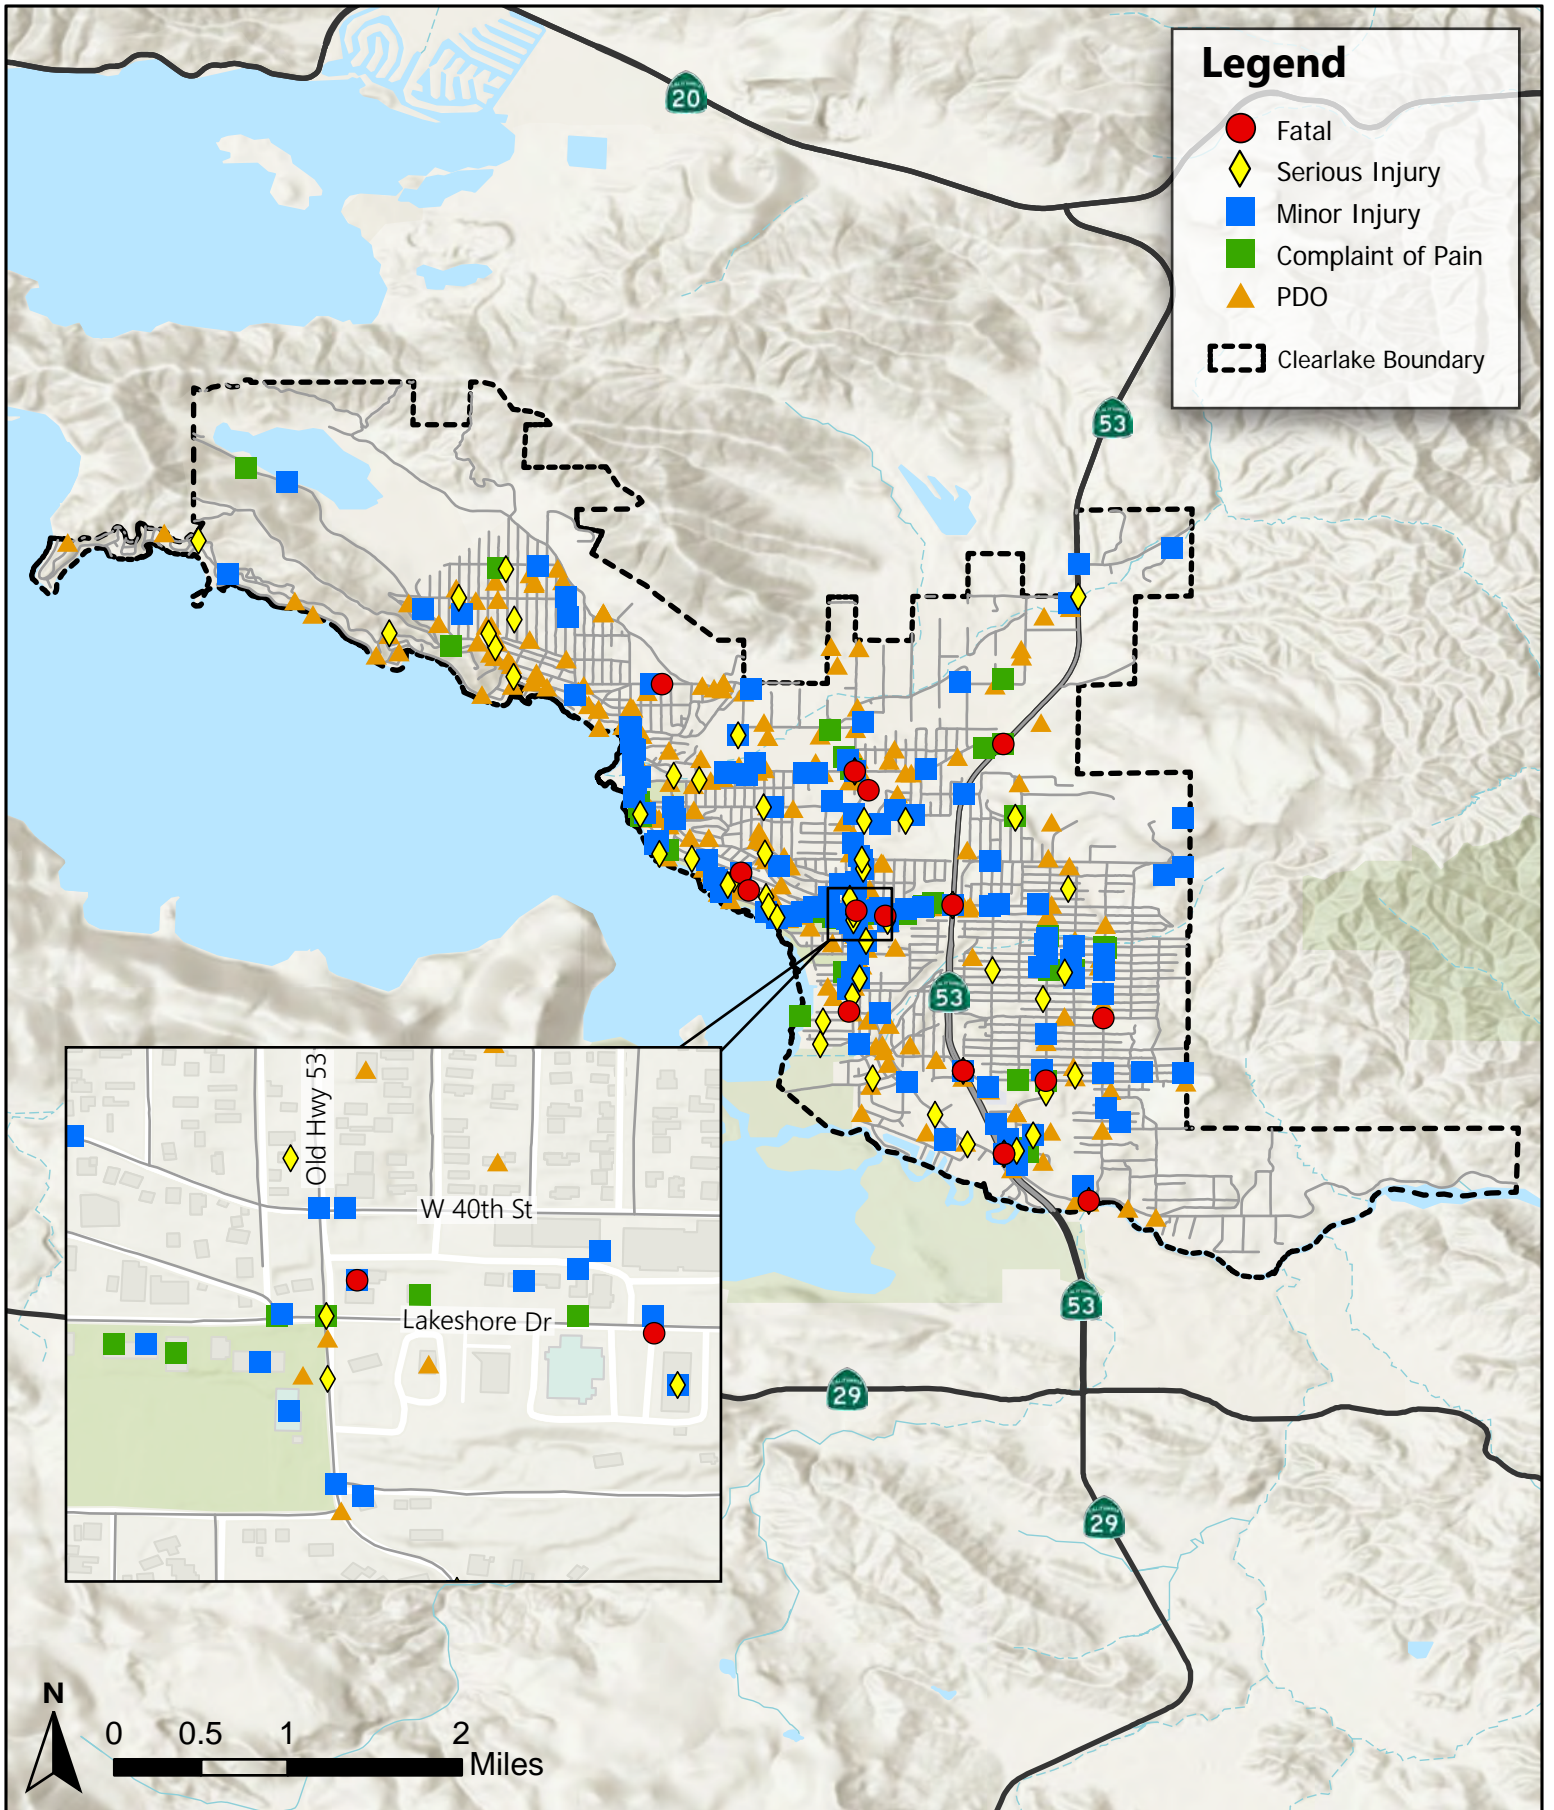 Legend
Fatal
Serious Injury
Minor Injury
Complaint of Pain
PDO
Clearlake Boundary
20
53
53
Old Hwy 53
W 40th St
Lakeshore Dr
53
29
29
N
0 0.5 1 2
Miles